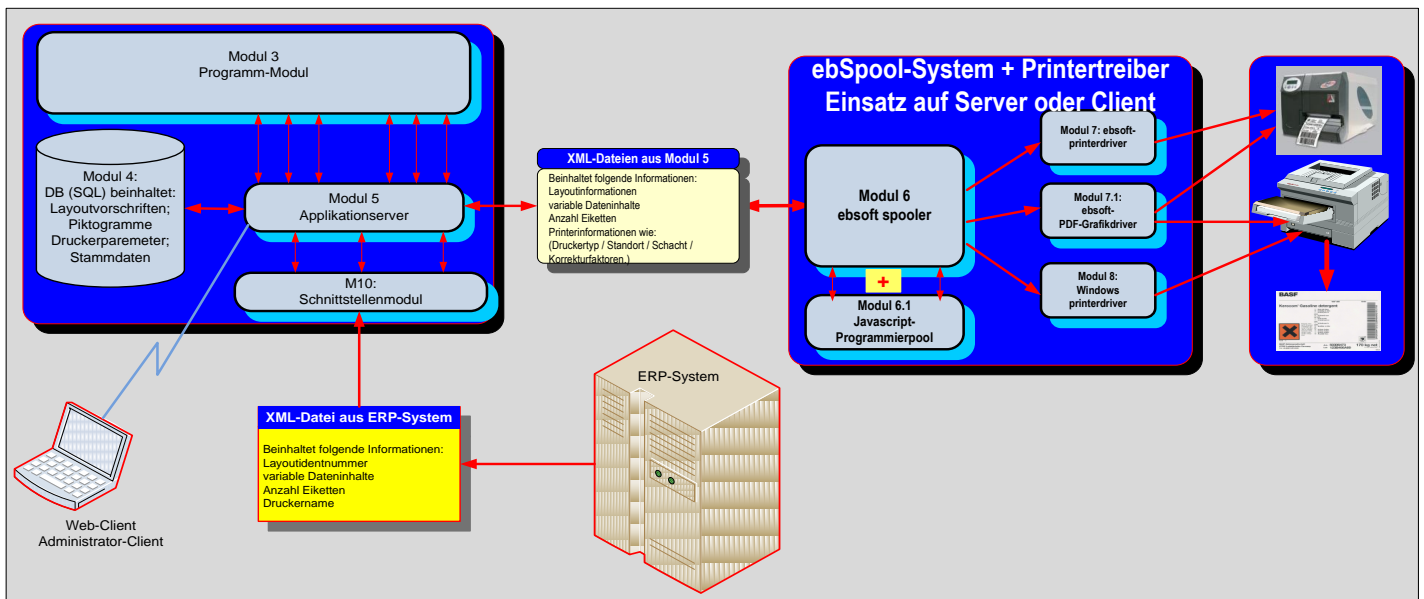 Modul 3
Programm-Modul
Modul 4:
DB (SQL) beinhaltet:
Layoutvorschriften;
Piktogramme
Druckerparemeter;
Stammdaten
Modul 5
Applikationserver
M10:
Schnittstellenmodul
XML-Dateien aus Modul 5
Beinhaltet folgende Informationen:
Layoutinformationen
variable Dateninhalte
Anzahl Eiketten
Printerinformationen wie:
(Druckertyp / Standort / Schacht /
Korrekturfaktoren.)
ebSpool-System + Printertreiber
Einsatz auf Server oder Client
Modul 6
ebsoft spooler
+
Modul 6.1
Javascript-
Programmierpool
Modul 7: ebsoft-
printerdriver
Modul 7.1:
ebsoft-
PDF-Grafikdriver
Modul 8:
Windows
printerdriver
BASF
ERP-System
XML-Datei aus ERP-System
Beinhaltet folgende Informationen:
Layoutidentnummer
variable Dateninhalte
Anzahl Eiketten
Druckername
Web-Client
Administrator-Client